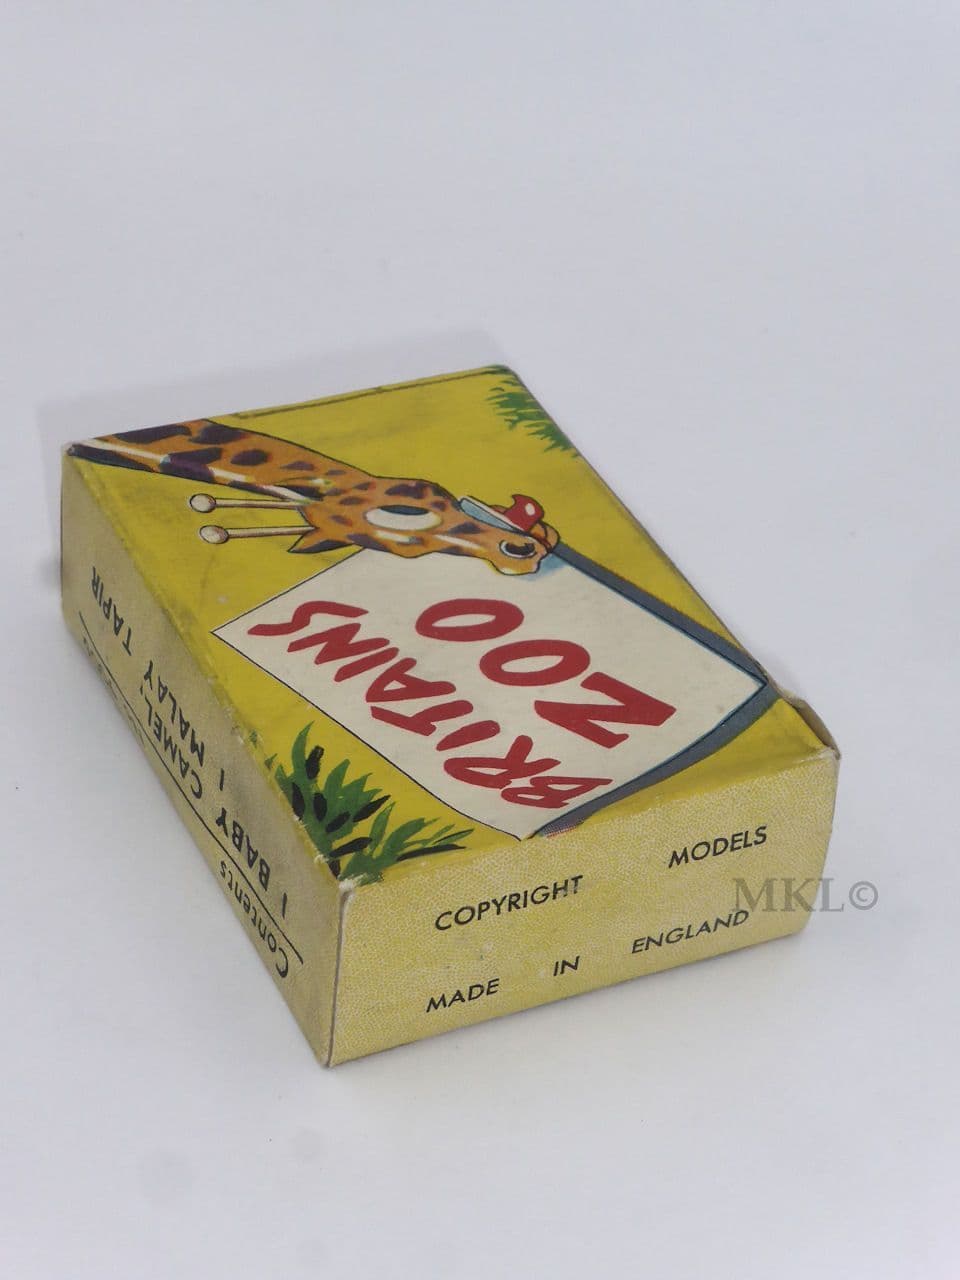 BRITAINS
ZOO
COPYRIGHT MODELS
MADE IN ENGLAND
Contents
1 BABY CAMEL;
1 MALAY TAPIR
MKL©